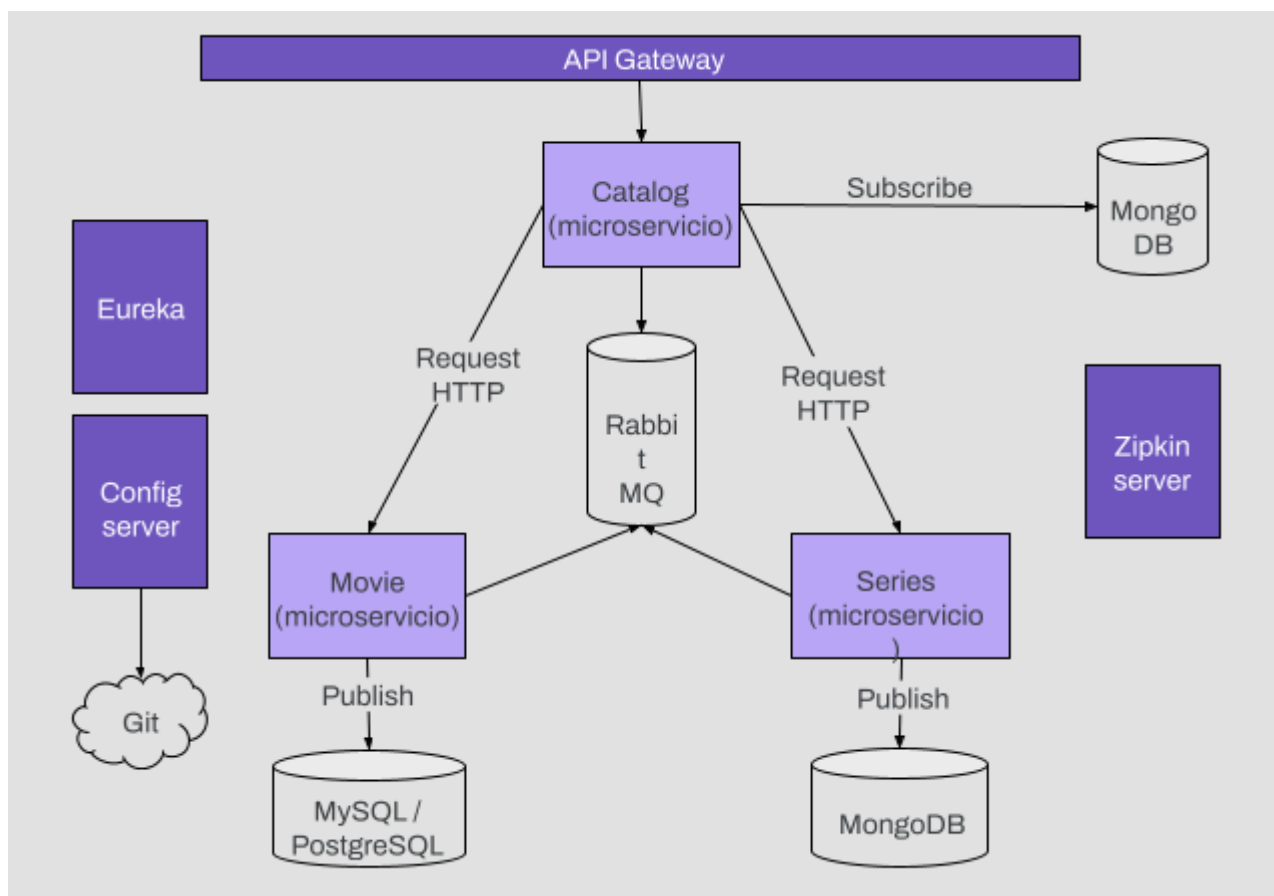 API Gateway
Catalog
(microservicio)
Subscribe
Mongo
DB
Eureka
Request
HTTP
Request
HTTP
Rabbi
t
MQ
Config
server
Zipkin
server
Movie
(microservicio)
Series
(microservicio
)
Publish
Publish
Git
MySQL /
PostgreSQL
MongoDB